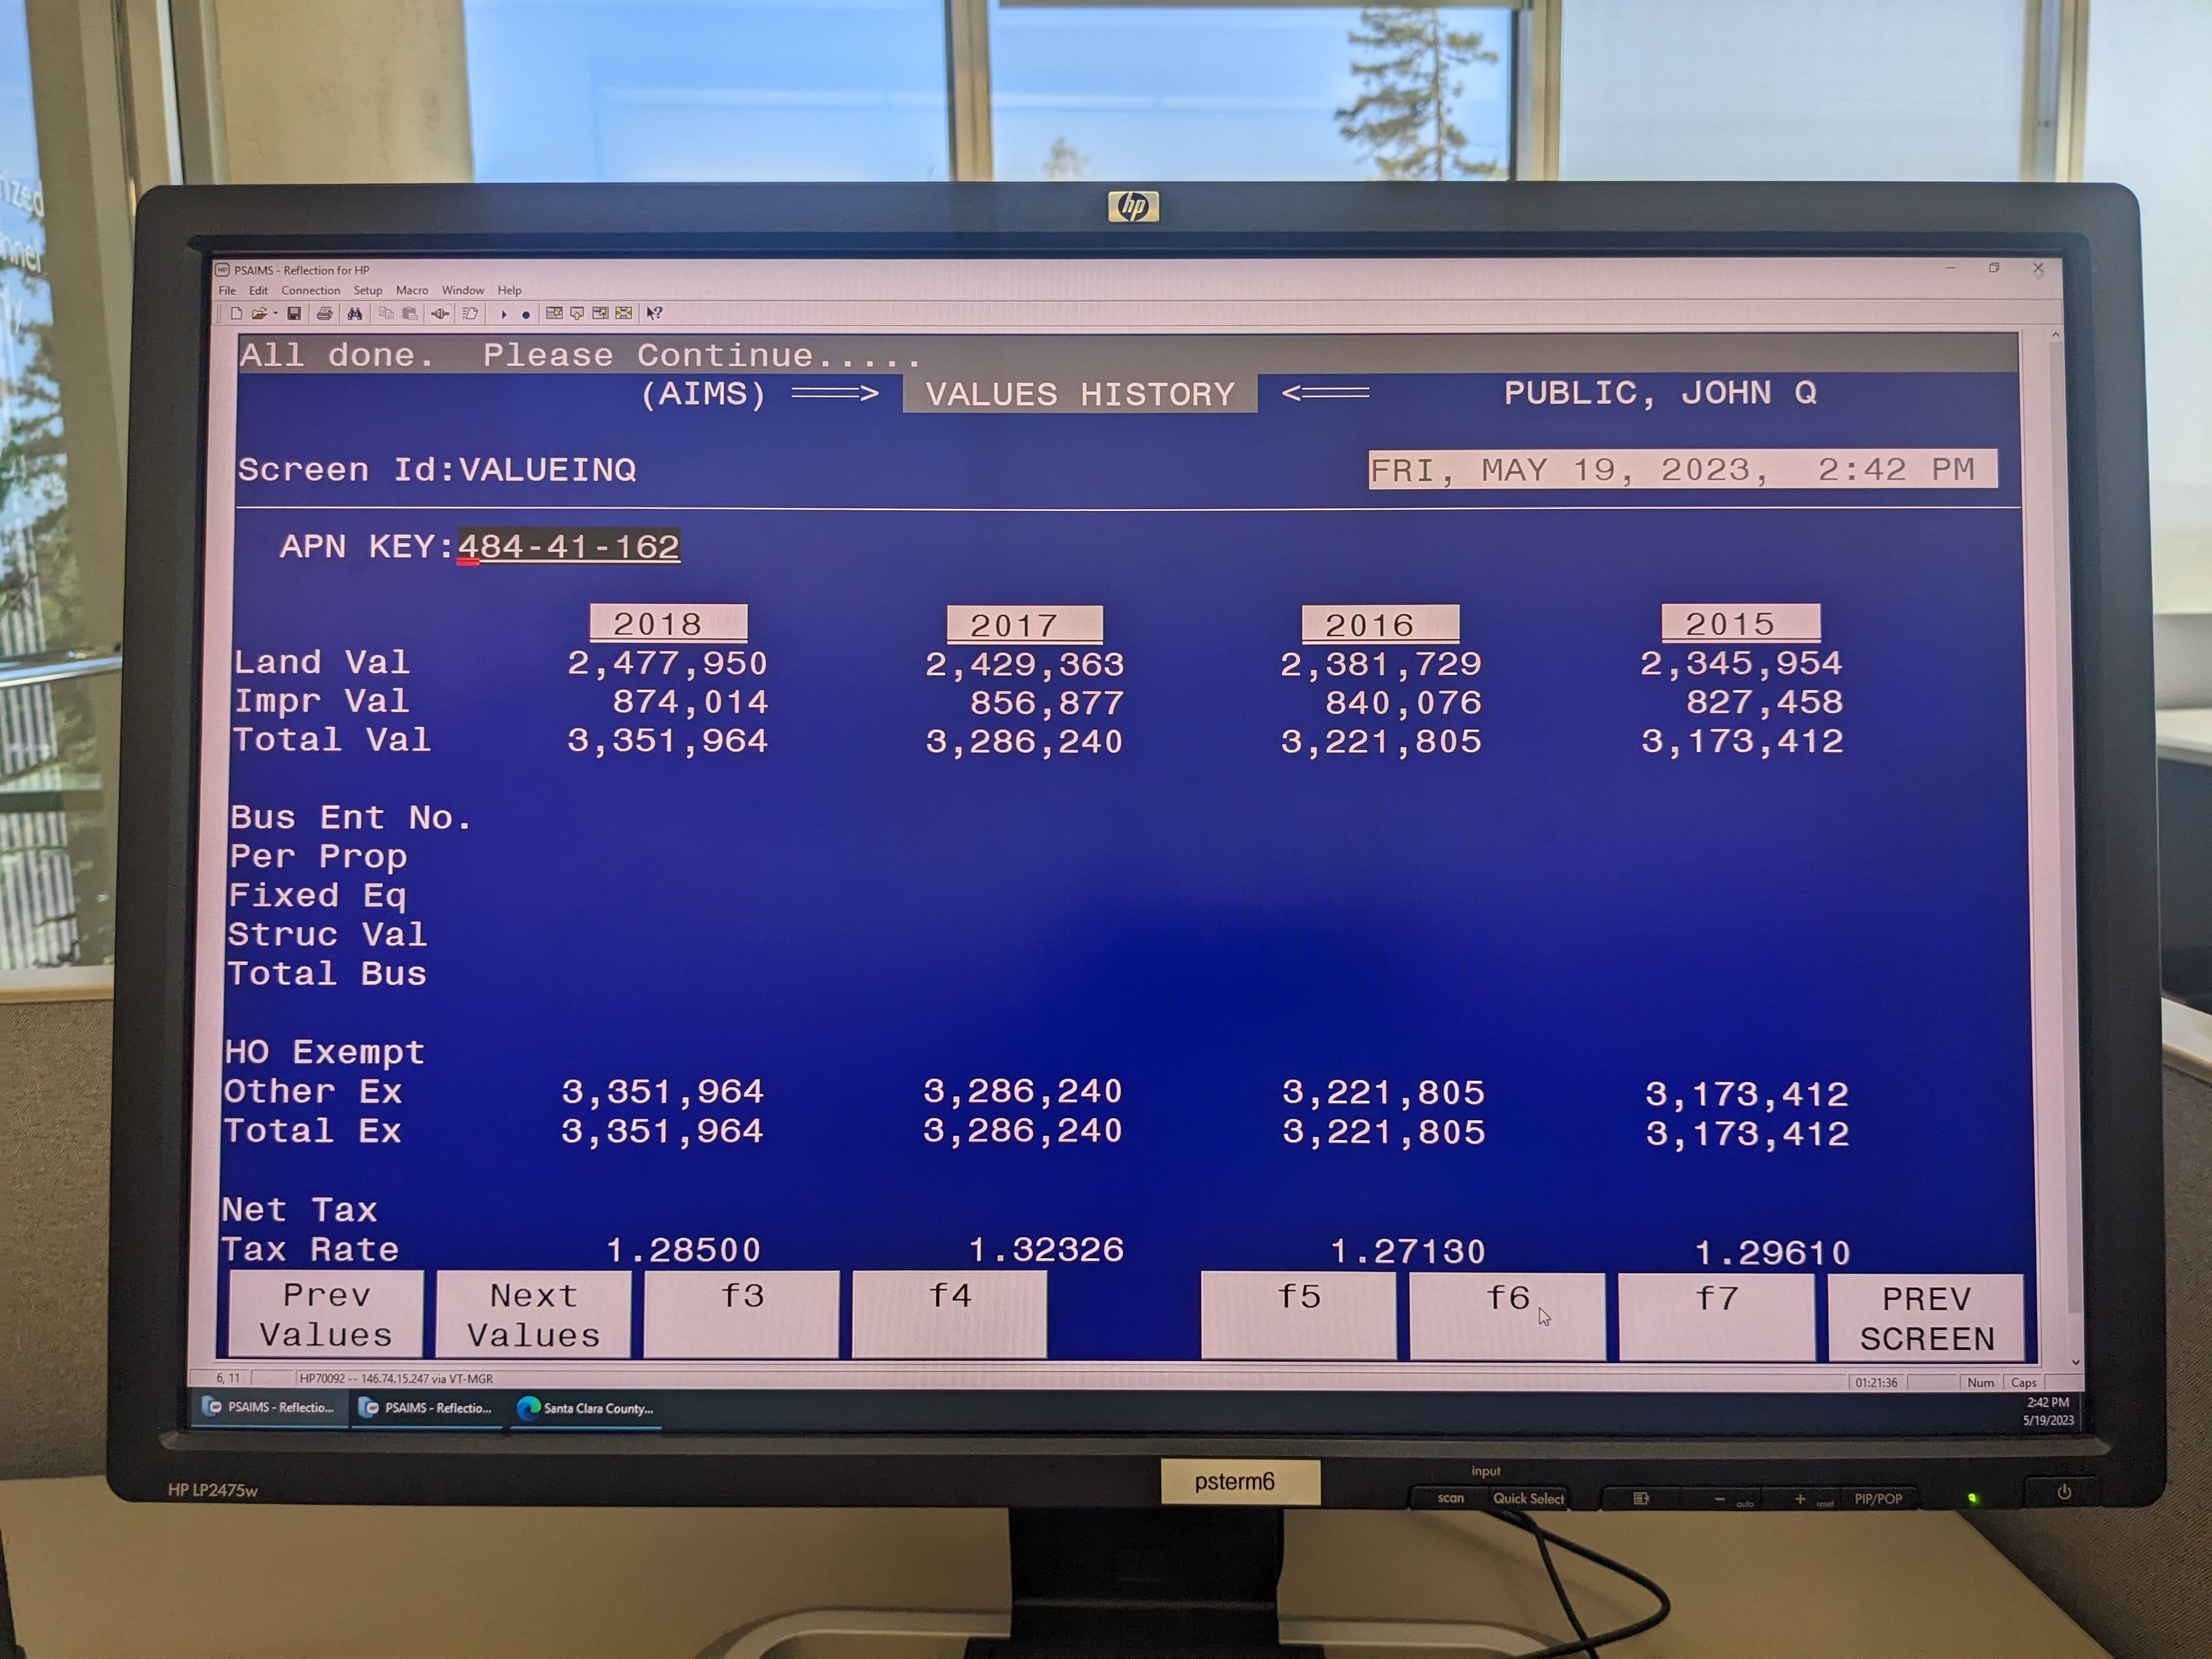 hp
PSAIMS - Reflection for HP
File Edit Connection Setup Macro Window Help
All done. Please Continue.....
(AIMS) ===> VALUES HISTORY <=== PUBLIC, JOHN Q
Screen Id:VALUEINQ FRI, MAY 19, 2023, 2:42 PM
APN KEY:484-41-162
2018 2017 2016 2015
Land Val 2,477,950 2,429,363 2,381,729 2,345,954
Impr Val 874,014 856,877 840,076 827,458
Total Val 3,351,964 3,286,240 3,221,805 3,173,412
Bus Ent No.
Per Prop
Fixed Eq
Struc Val
Total Bus
HO Exempt
Other Ex 3,351,964 3,286,240 3,221,805 3,173,412
Total Ex 3,351,964 3,286,240 3,221,805 3,173,412
Net Tax
Tax Rate 1.28500 1.32326 1.27130 1.29610
Prev Values Next Values f3 f4 f5 f6 f7 PREV SCREEN
6, 11 HP70092 -- 146.74.15.247 via VT-MGR 01:21:36 Num Caps
PSAIMS - Reflectio... PSAIMS - Reflectio... Santa Clara County... 2:42 PM
5/19/2023
HP LP2475w
psterm6
input
scan Quick Select - auto + reset PIP/POP